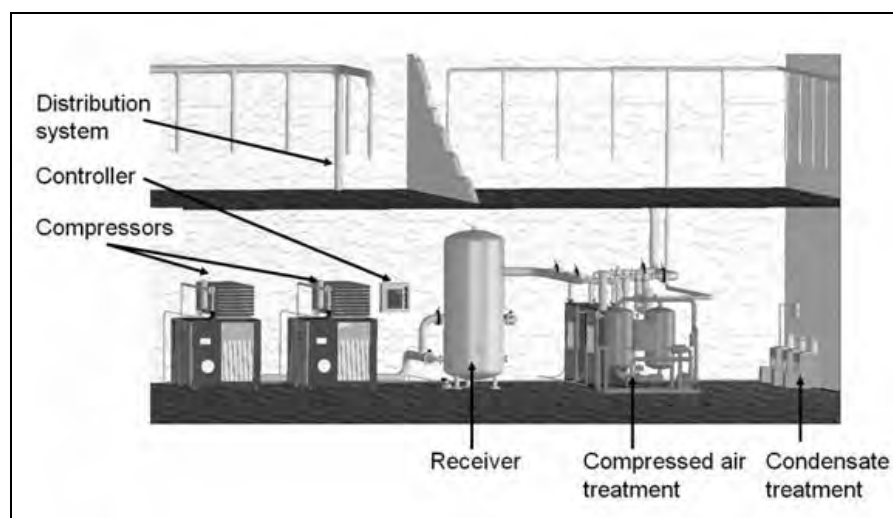 Distribution
system
Controller
Compressors
Receiver
Compressed air
treatment
Condensate
treatment